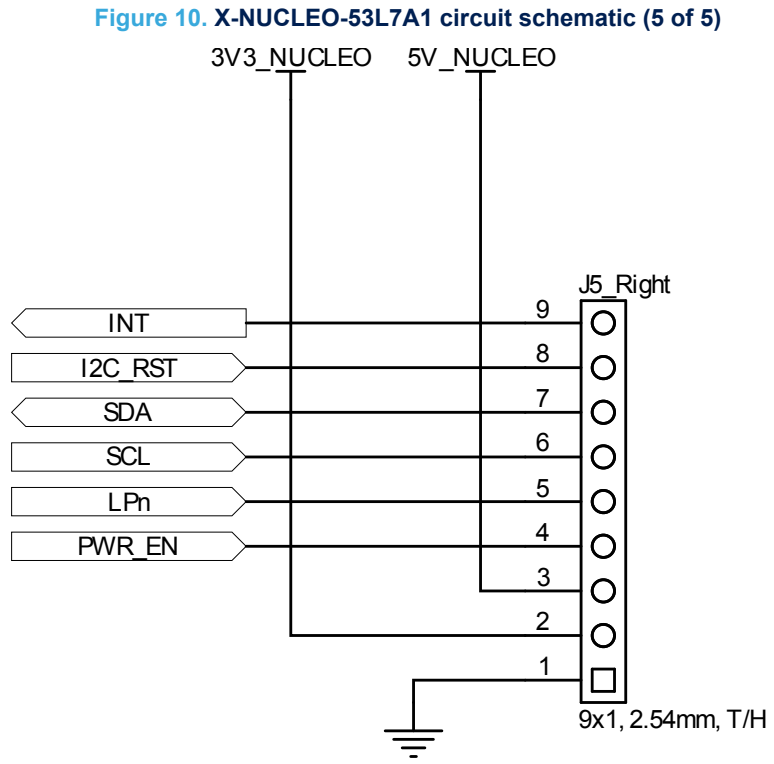 Figure 10. X-NUCLEO-53L7A1 circuit schematic (5 of 5)
3V3_NUCLEO 5V_NUCLEO
J5_Right
INT 9
I2C_RST 8
SDA 7
SCL 6
LPn 5
PWR_EN 4
3
2
1
9x1, 2.54mm, T/H